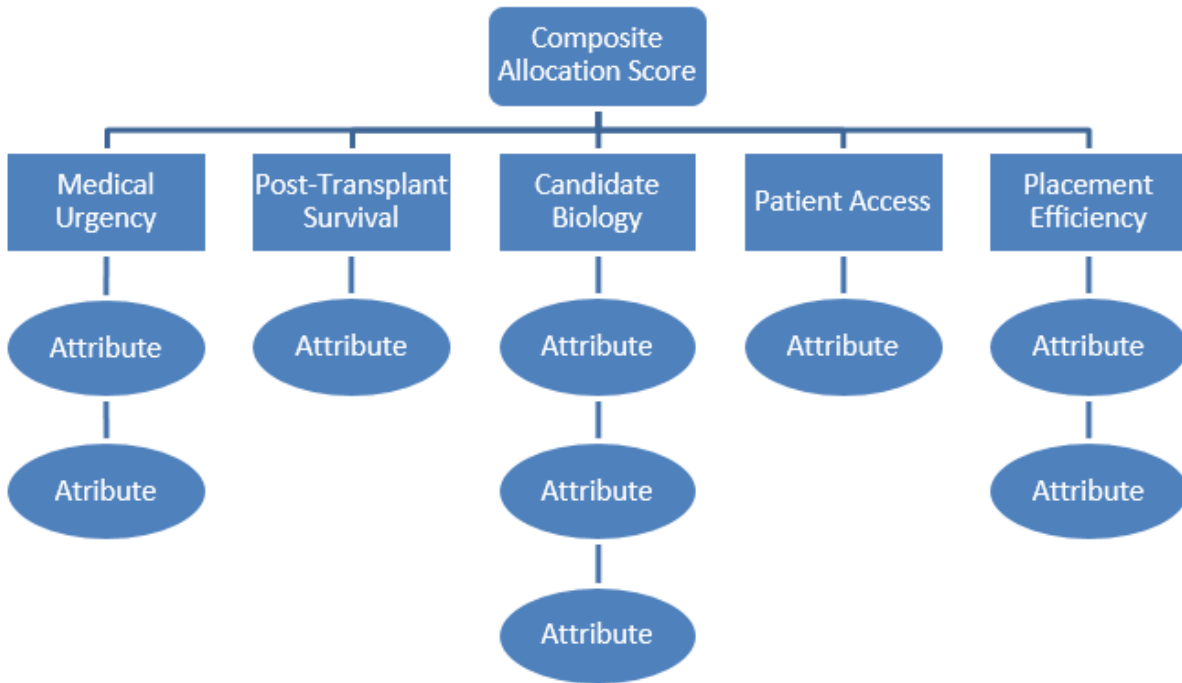 Composite
Allocation Score
Medical
Urgency
Post-Transplant
Survival
Candidate
Biology
Patient Access
Placement
Efficiency
Attribute
Attribute
Attribute
Attribute
Attribute
Atribute
Attribute
Attribute
Attribute